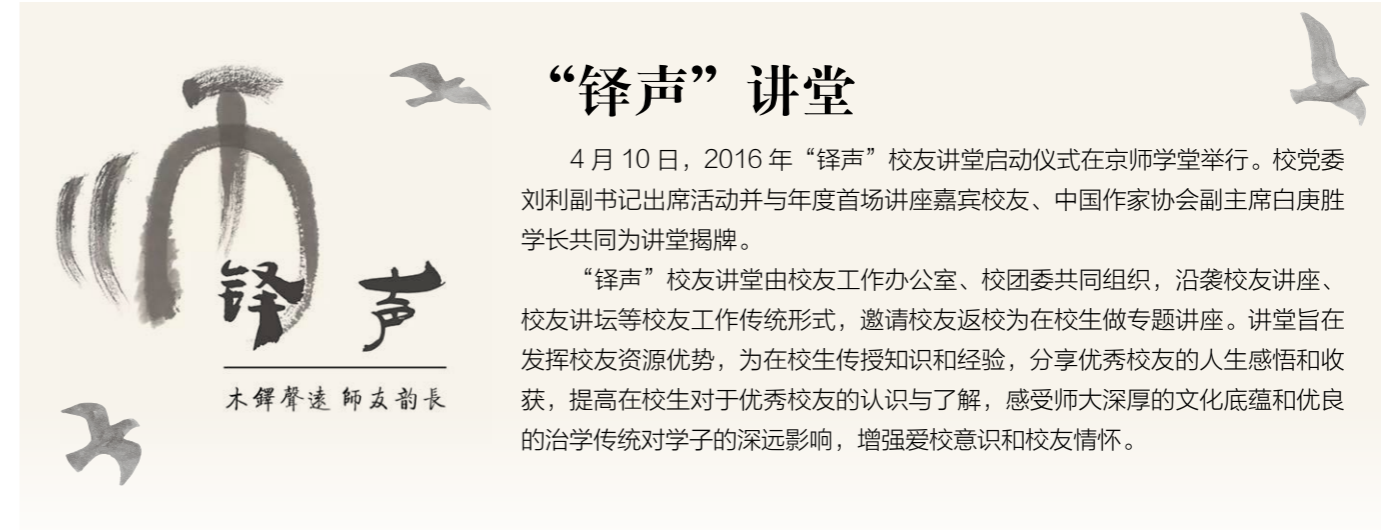 铎声
木鐸聲遠 師友韵長
“铎声”讲堂
4 月 10 日，2016 年“铎声”校友讲堂启动仪式在京师学堂举行。校党委
刘利副书记出席活动并与年度首场讲座嘉宾校友、中国作家协会副主席白庚胜
学长共同为讲堂揭牌。
“铎声”校友讲堂由校友工作办公室、校团委共同组织，沿袭校友讲座、
校友讲坛等校友工作传统形式，邀请校友返校为在校生做专题讲座。讲堂旨在
发挥校友资源优势，为在校生传授知识和经验，分享优秀校友的人生感悟和收
获，提高在校生对于优秀校友的认识与了解，感受师大深厚的文化底蕴和优良
的治学传统对学子的深远影响，增强爱校意识和校友情怀。